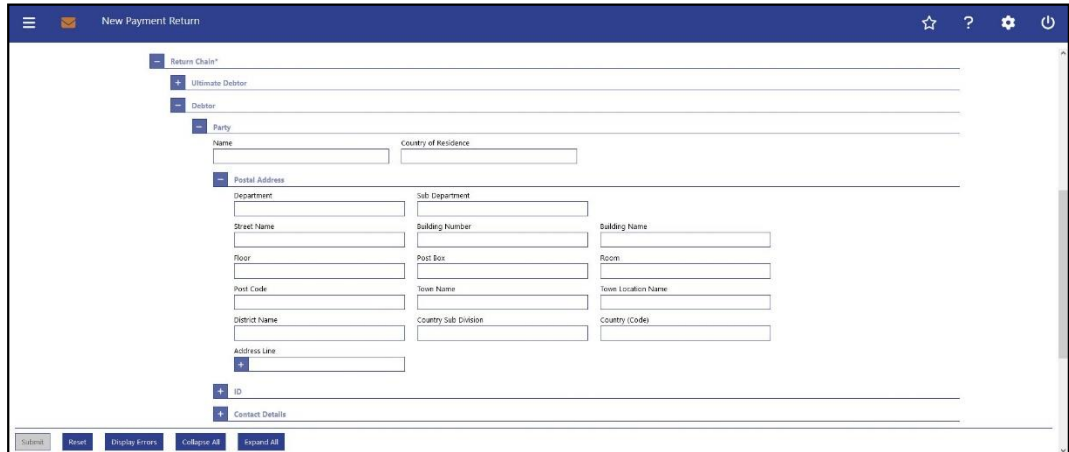 New Payment Return ?
− Return Chain*
+ Ultimate Debtor
− Debtor
− Party
Name Country of Residence
− Postal Address
Department Sub Department
Street Name Building Number Building Name
Floor Post Box Room
Post Code Town Name Town Location Name
District Name Country Sub Division Country (Code)
Address Line
+
+ ID
+ Contact Details
Submit Reset Display Errors Collapse All Expand All